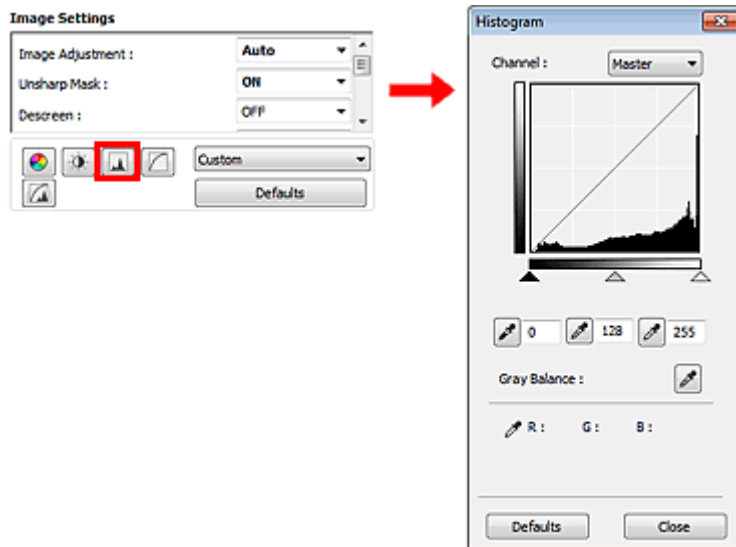 Image Settings
Image Adjustment : Auto
Unsharp Mask : ON
Descreen : OFF
Custom
Defaults
Histogram
Channel : Master
0 128 255
Gray Balance :
R : G : B :
Defaults Close